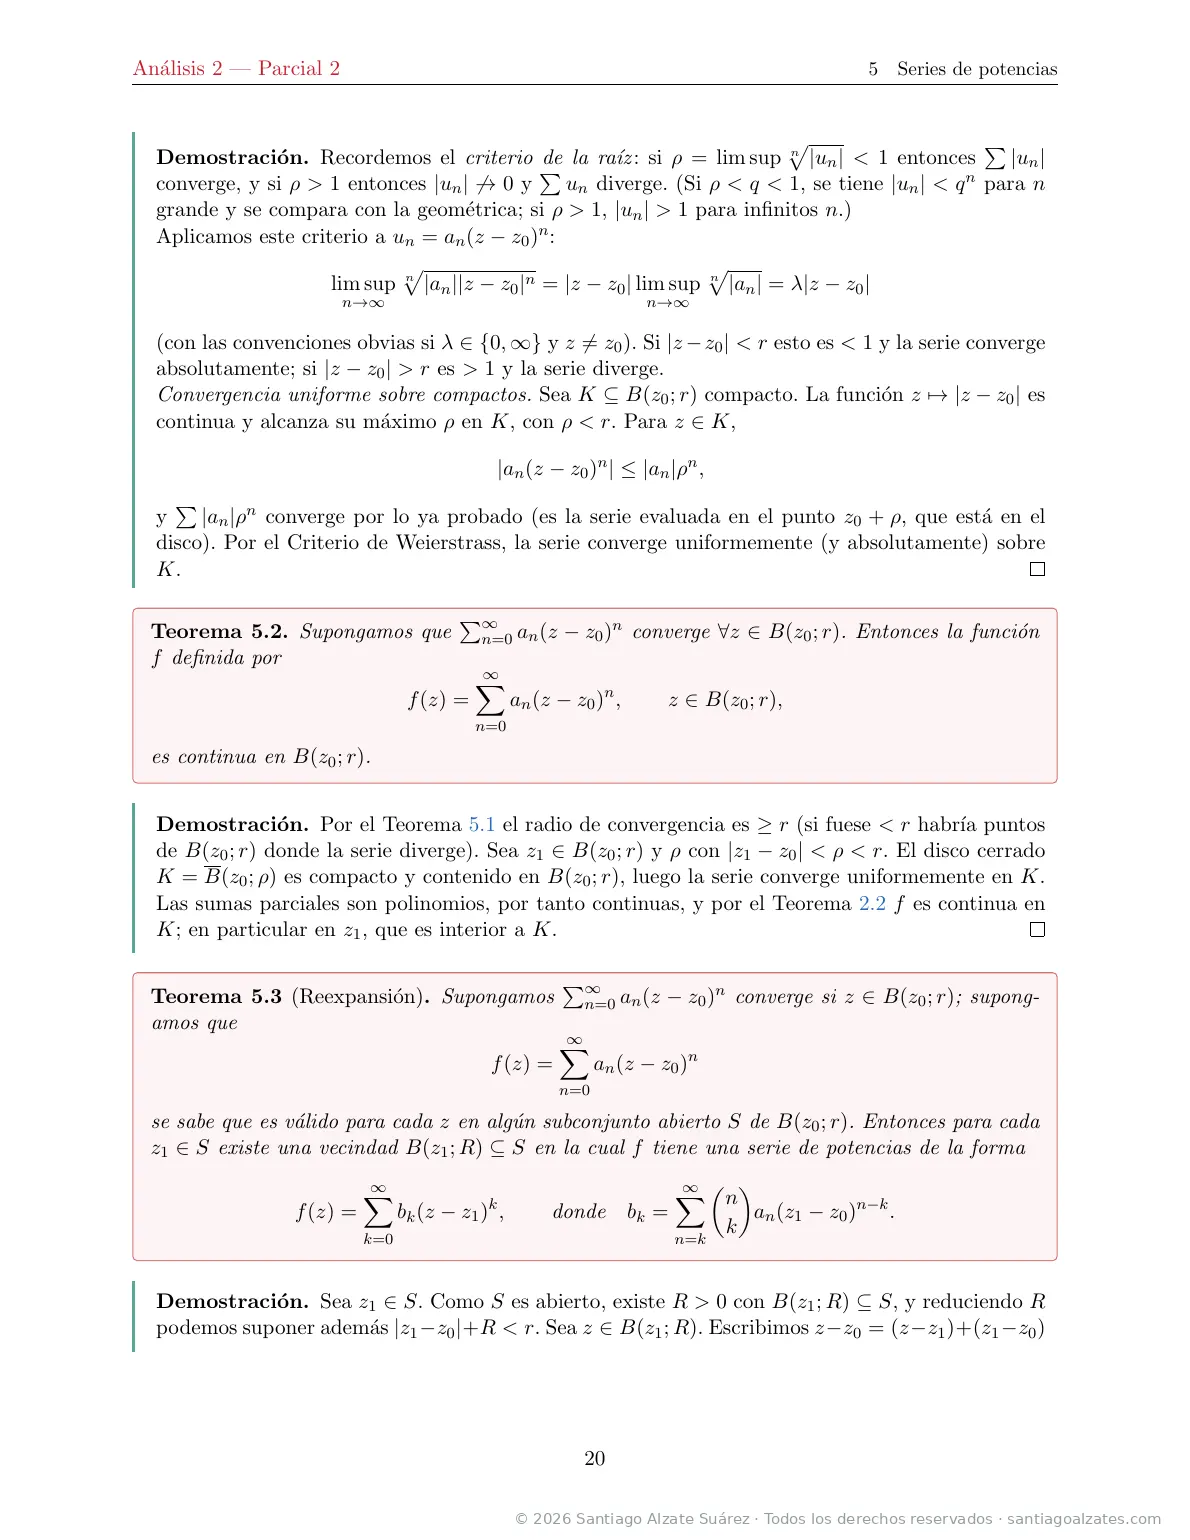 Análisis 2 — Parcial 2
5 Series de potencias
Demostración. Recordemos el criterio de la raíz: si ρ = lim sup ⁿ√|uₙ| < 1 entonces ∑ |uₙ|
converge, y si ρ > 1 entonces |uₙ| ↛ 0 y ∑ uₙ diverge. (Si ρ < q < 1, se tiene |uₙ| < qⁿ para n
grande y se compara con la geométrica; si ρ > 1, |uₙ| > 1 para infinitos n.)
Aplicamos este criterio a uₙ = aₙ(z − z₀)ⁿ:
lim sup_{n→∞} ⁿ√|aₙ||z − z₀|ⁿ = |z − z₀| lim sup_{n→∞} ⁿ√|aₙ| = λ|z − z₀|
(con las convenciones obvias si λ ∈ {0, ∞} y z ≠ z₀). Si |z − z₀| < r esto es < 1 y la serie converge
absolutamente; si |z − z₀| > r es > 1 y la serie diverge.
Convergencia uniforme sobre compactos. Sea K ⊆ B(z₀; r) compacto. La función z ↦ |z − z₀| es
continua y alcanza su máximo ρ en K, con ρ < r. Para z ∈ K,
|aₙ(z − z₀)ⁿ| ≤ |aₙ|ρⁿ,
y ∑ |aₙ|ρⁿ converge por lo ya probado (es la serie evaluada en el punto z₀ + ρ, que está en el
disco). Por el Criterio de Weierstrass, la serie converge uniformemente (y absolutamente) sobre
K. □
Teorema 5.2. Supongamos que ∑_{n=0}^{∞} aₙ(z − z₀)ⁿ converge ∀z ∈ B(z₀; r). Entonces la función
f definida por
f(z) = ∑_{n=0}^{∞} aₙ(z − z₀)ⁿ, z ∈ B(z₀; r),
es continua en B(z₀; r).
Demostración. Por el Teorema 5.1 el radio de convergencia es ≥ r (si fuese < r habría puntos
de B(z₀; r) donde la serie diverge). Sea z₁ ∈ B(z₀; r) y ρ con |z₁ − z₀| < ρ < r. El disco cerrado
K = B̅(z₀; ρ) es compacto y contenido en B(z₀; r), luego la serie converge uniformemente en K.
Las sumas parciales son polinomios, por tanto continuas, y por el Teorema 2.2 f es continua en
K; en particular en z₁, que es interior a K. □
Teorema 5.3 (Reexpansión). Supongamos ∑_{n=0}^{∞} aₙ(z − z₀)ⁿ converge si z ∈ B(z₀; r); supong-
amos que
f(z) = ∑_{n=0}^{∞} aₙ(z − z₀)ⁿ
se sabe que es válido para cada z en algún subconjunto abierto S de B(z₀; r). Entonces para cada
z₁ ∈ S existe una vecindad B(z₁; R) ⊆ S en la cual f tiene una serie de potencias de la forma
f(z) = ∑_{k=0}^{∞} bₖ(z − z₁)ᵏ, donde bₖ = ∑_{n=k}^{∞} (n k) aₙ(z₁ − z₀)ⁿ⁻ᵏ.
Demostración. Sea z₁ ∈ S. Como S es abierto, existe R > 0 con B(z₁; R) ⊆ S, y reduciendo R
podemos suponer además |z₁−z₀|+R < r. Sea z ∈ B(z₁; R). Escribimos z−z₀ = (z−z₁)+(z₁−z₀)
20
© 2026 Santiago Alzate Suárez · Todos los derechos reservados · santiagoalzates.com